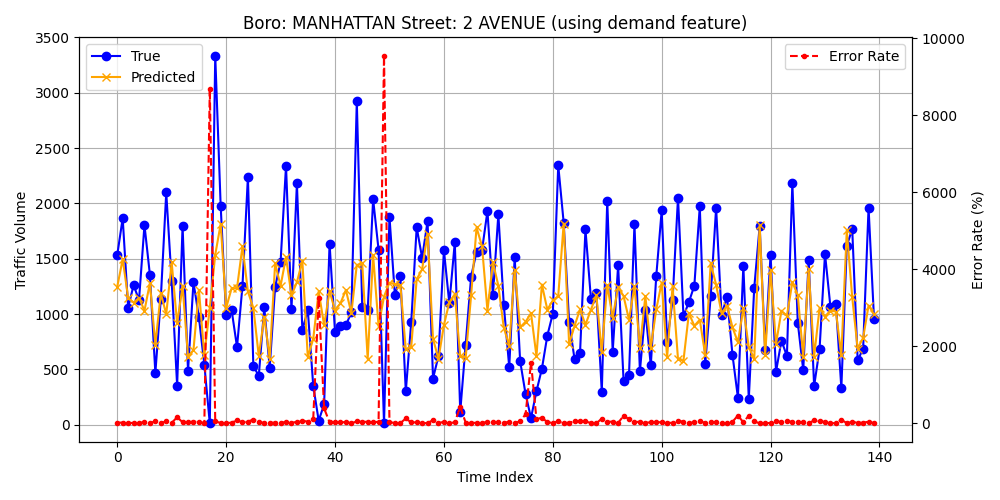 Boro: MANHATTAN Street: 2 AVENUE (using demand feature)
True
Predicted
Error Rate
Traffic Volume
3500
3000
2500
2000
1500
1000
500
0
Error Rate (%)
10000
8000
6000
4000
2000
0
0 20 40 60 80 100 120 140
Time Index